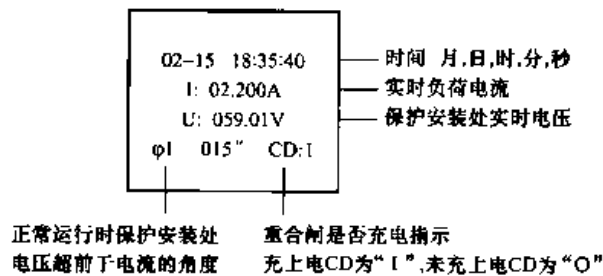 02-15 18:35:40 时间 月,日,时,分,秒
I: 02.200A 实时负荷电流
U: 059.01V 保护安装处实时电压
φI 015" CD:I
正常运行时保护安装处 重合闸是否充电指示
电压超前于电流的角度 充上电CD为“I”,未充上电CD为“O”